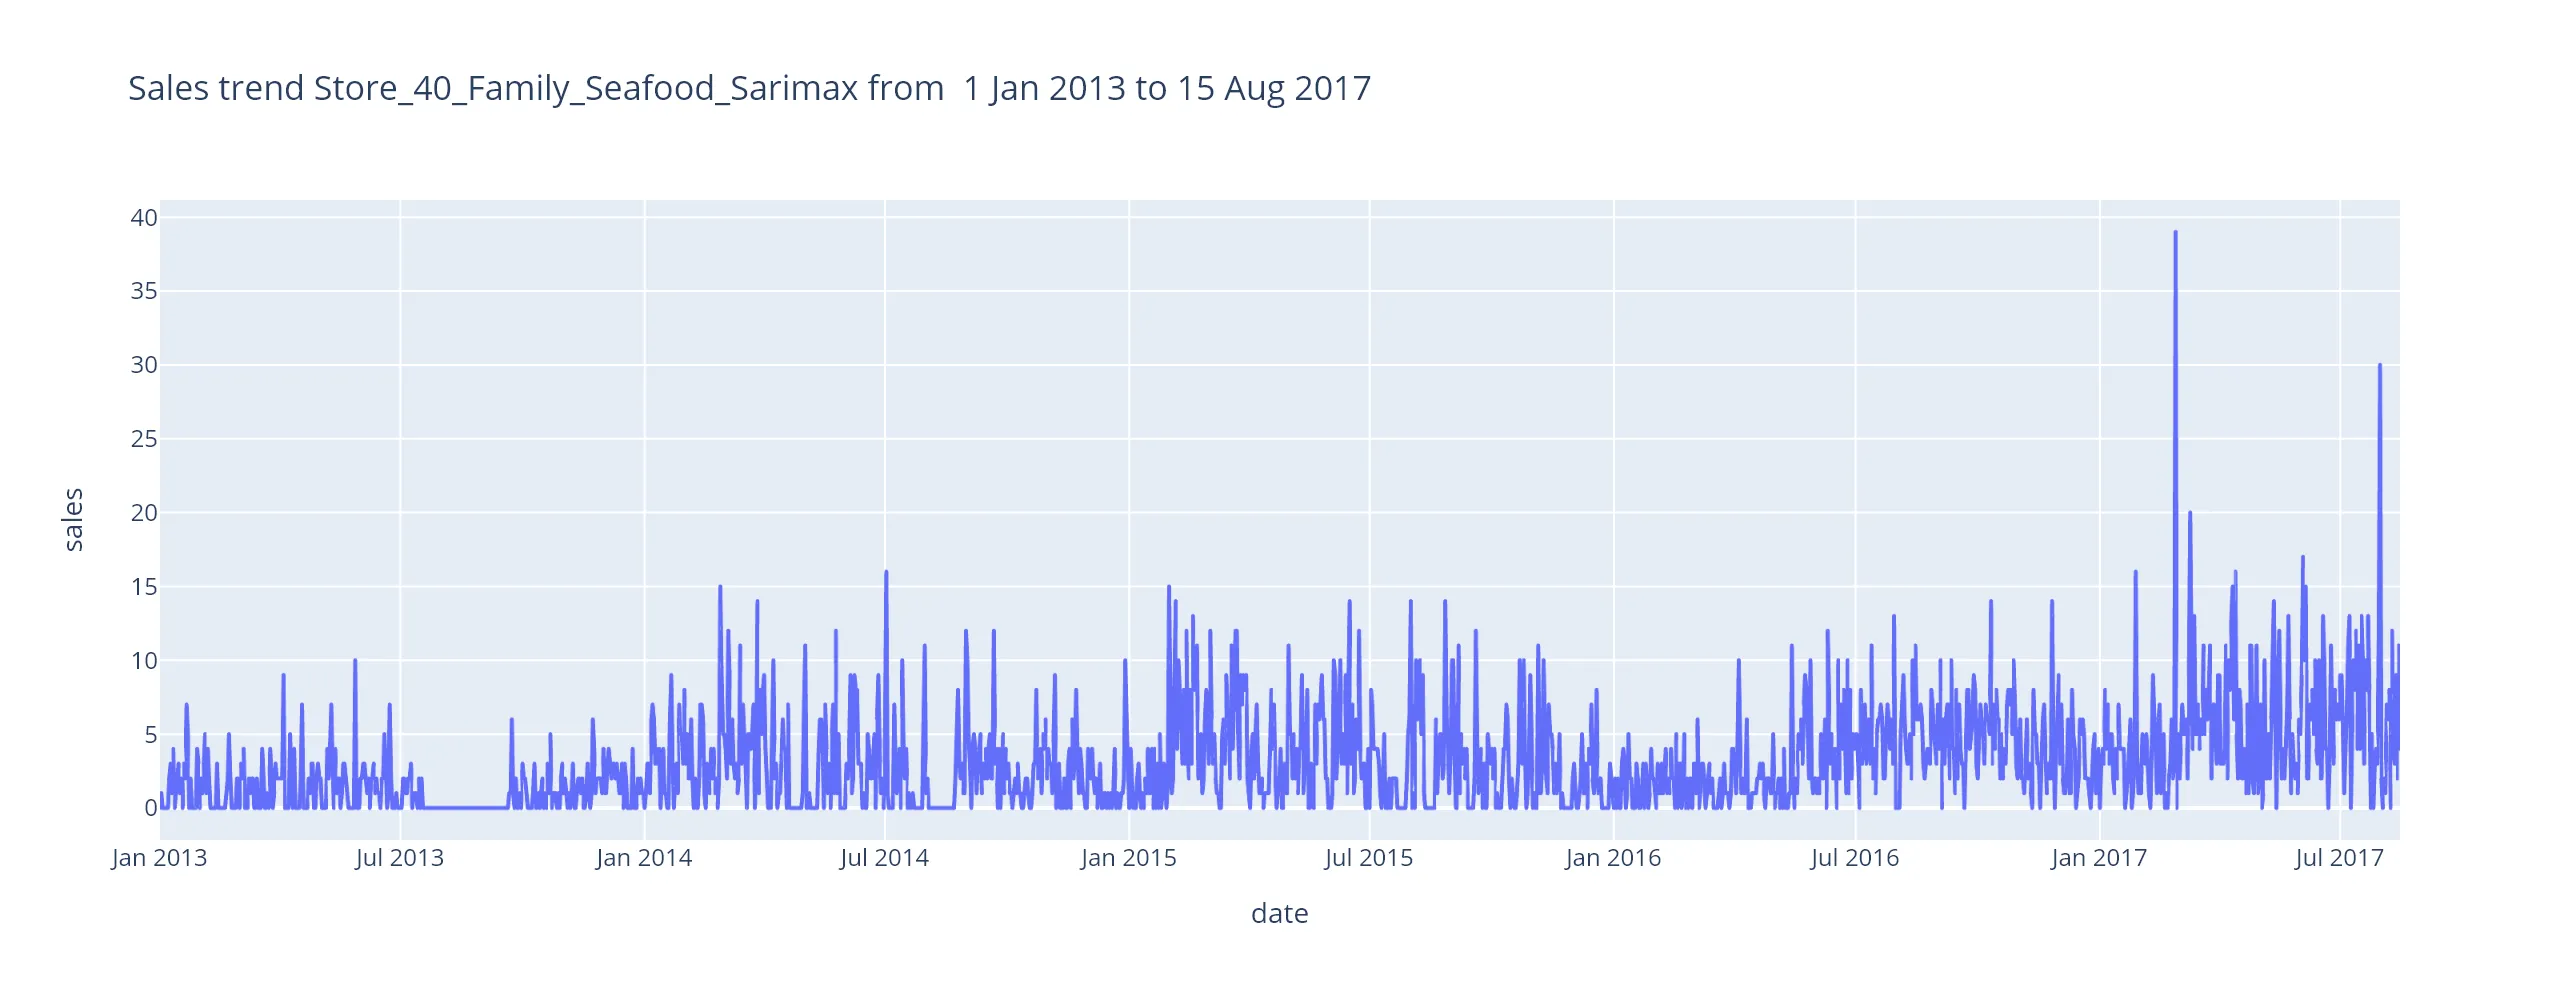 Sales trend Store_40_Family_Seafood_Sarimax from  1 Jan 2013 to 15 Aug 2017
40
35
30
25
20
15
10
5
0
sales
Jan 2013 Jul 2013 Jan 2014 Jul 2014 Jan 2015 Jul 2015 Jan 2016 Jul 2016 Jan 2017 Jul 2017
date